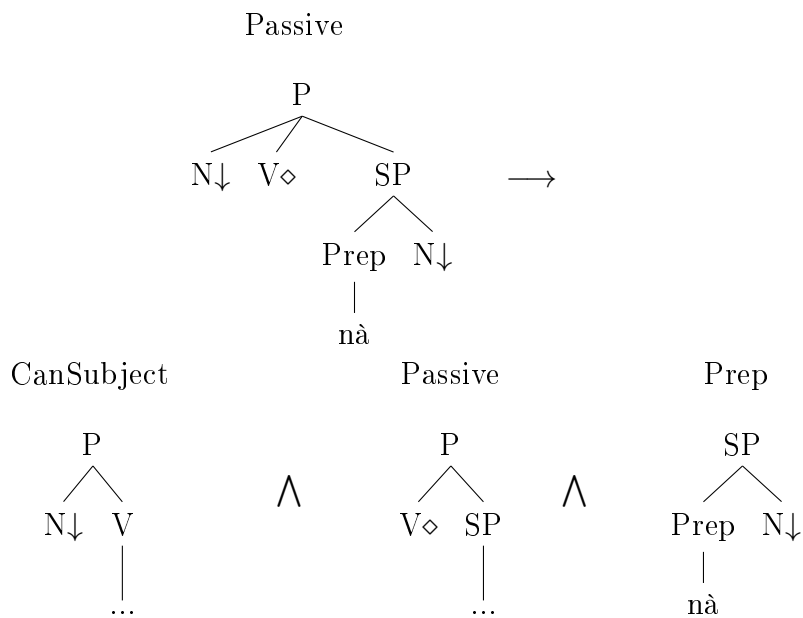 Passive
P
N↓ V⋄ SP ⟶
Prep N↓
nà
CanSubject Passive Prep
P P SP
∧ ∧
N↓ V V⋄ SP Prep N↓
... ... nà